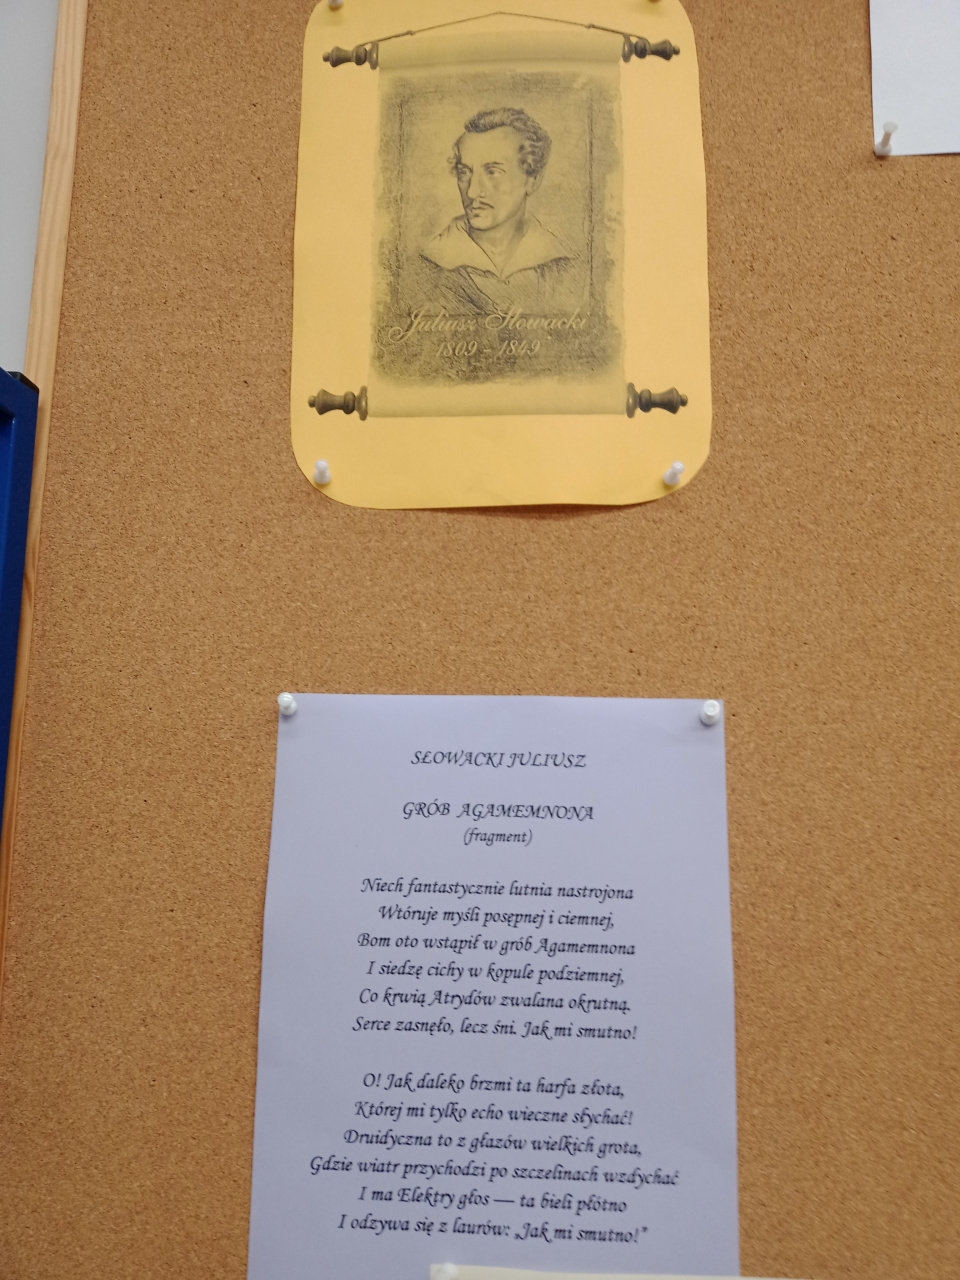 Juliusz Słowacki
1809 - 1849
SŁOWACKI JULIUSZ
GRÓB AGAMEMNONA
(fragment)
Niech fantastycznie lutnia nastrojona
Wtóruje myśli posępnej i ciemnej,
Bom oto wstąpił w grób Agamemnona
I siedzę cichy w kopule podziemnej,
Co krwią Atrydów zwalana okrutną.
Serce zasnęło, lecz śni. Jak mi smutno!
O! Jak daleko brzmi ta harfa złota,
Której mi tylko echo wieczne słychać!
Druidyczna to z głazów wielkich grota,
Gdzie wiatr przychodzi po szczelinach wzdychać
I ma Elektry głos — ta bieli płótno
I odzywa się z laurów: „Jak mi smutno!”